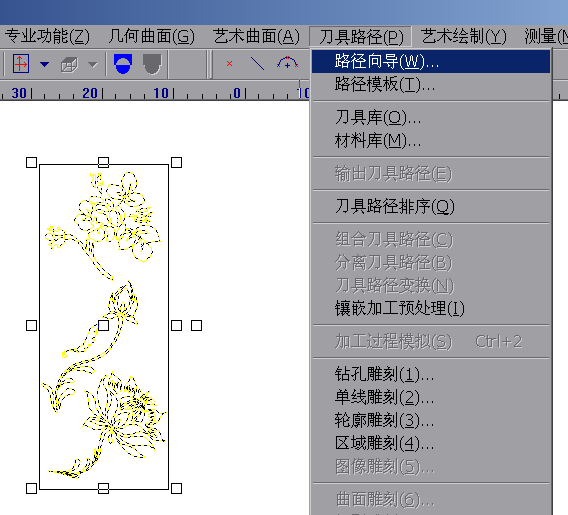 专业功能(Z) 几何曲面(G) 艺术曲面(A) 刀具路径(P) 艺术绘制(Y) 测量(M
30 20 10 0 10
路径向导(W)...
路径模板(T)...
刀具库(O)...
材料库(M)...
输出刀具路径(E)
刀具路径排序(Q)
组合刀具路径(C)
分离刀具路径(B)
刀具路径变换(N)
镶嵌加工预处理(I)
加工过程模拟(S) Ctrl+2
钻孔雕刻(1)...
单线雕刻(2)...
轮廓雕刻(3)...
区域雕刻(4)...
图像雕刻(5)...
曲面雕刻(6)...